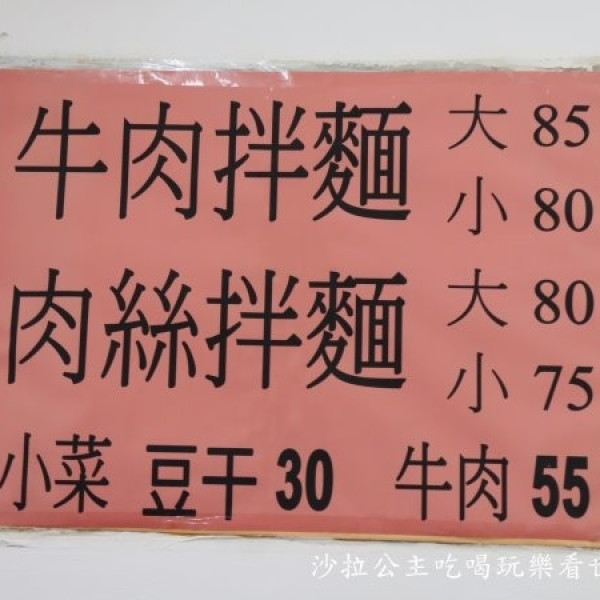 牛肉拌麵 大 85
小 80
肉絲拌麵 大 80
小 75
小菜 豆干 30 牛肉 55
沙拉公主吃喝玩樂看世